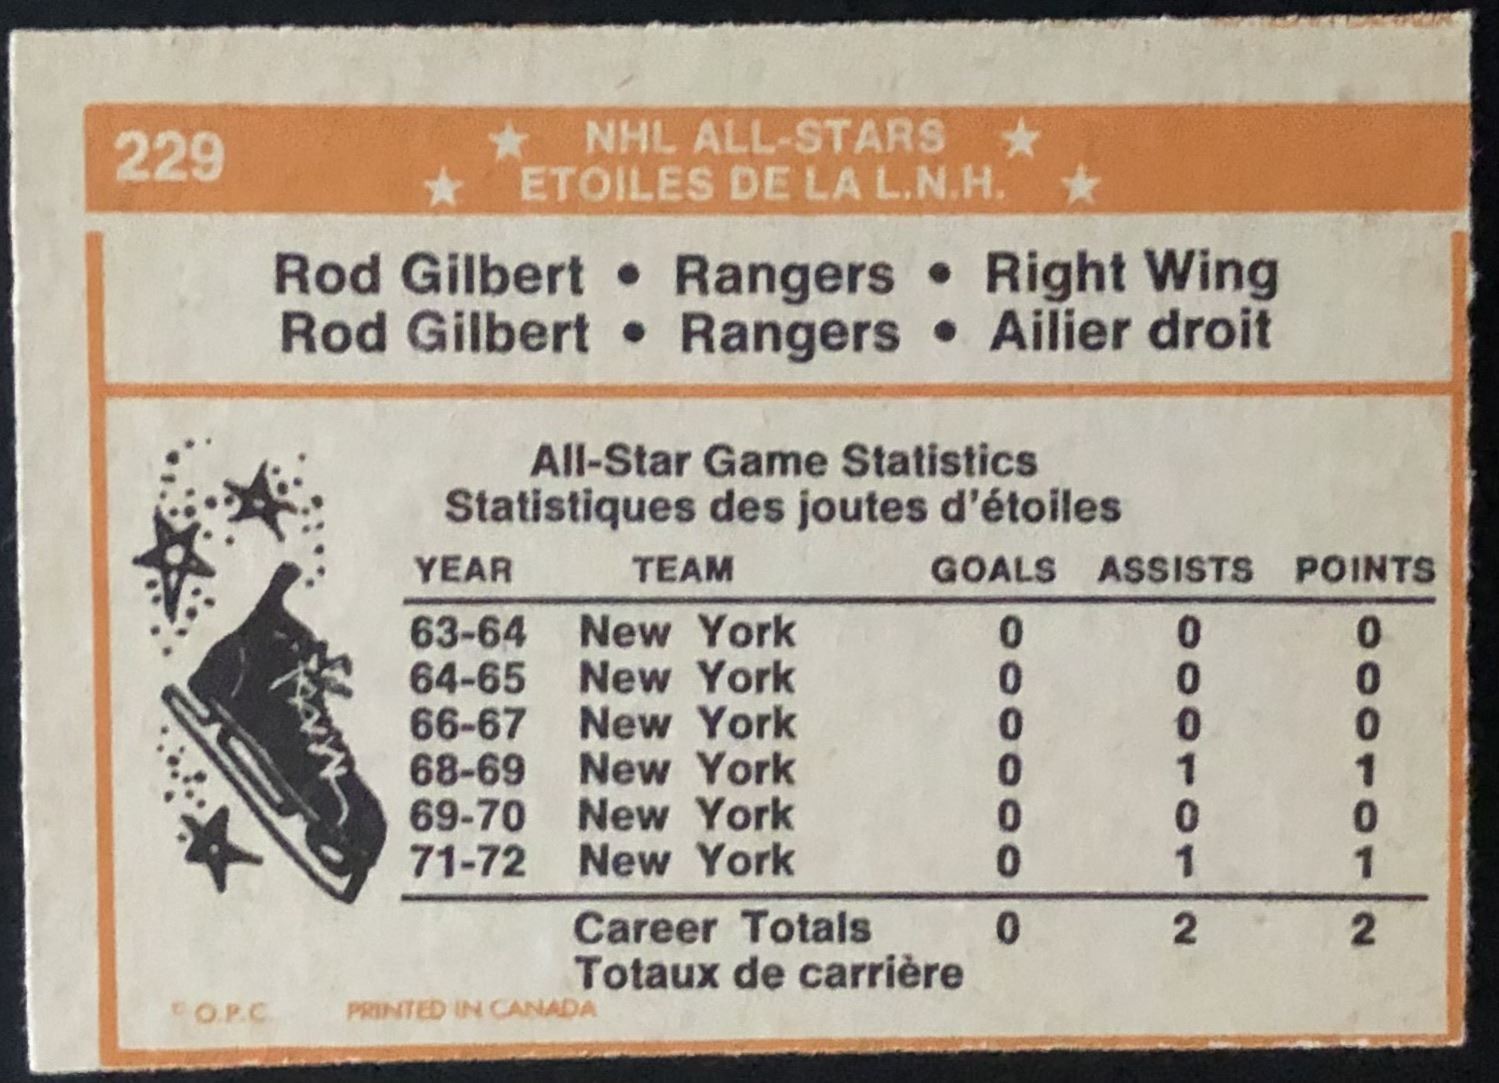 229
NHL ALL-STARS
ETOILES DE LA L.N.H.
Rod Gilbert • Rangers • Right Wing
Rod Gilbert • Rangers • Ailier droit
All-Star Game Statistics
Statistiques des joutes d'étoiles
YEAR TEAM GOALS ASSISTS POINTS
63-64 New York 0 0 0
64-65 New York 0 0 0
66-67 New York 0 0 0
68-69 New York 0 1 1
69-70 New York 0 0 0
71-72 New York 0 1 1
Career Totals 0 2 2
Totaux de carrière
© O.P.C. PRINTED IN CANADA